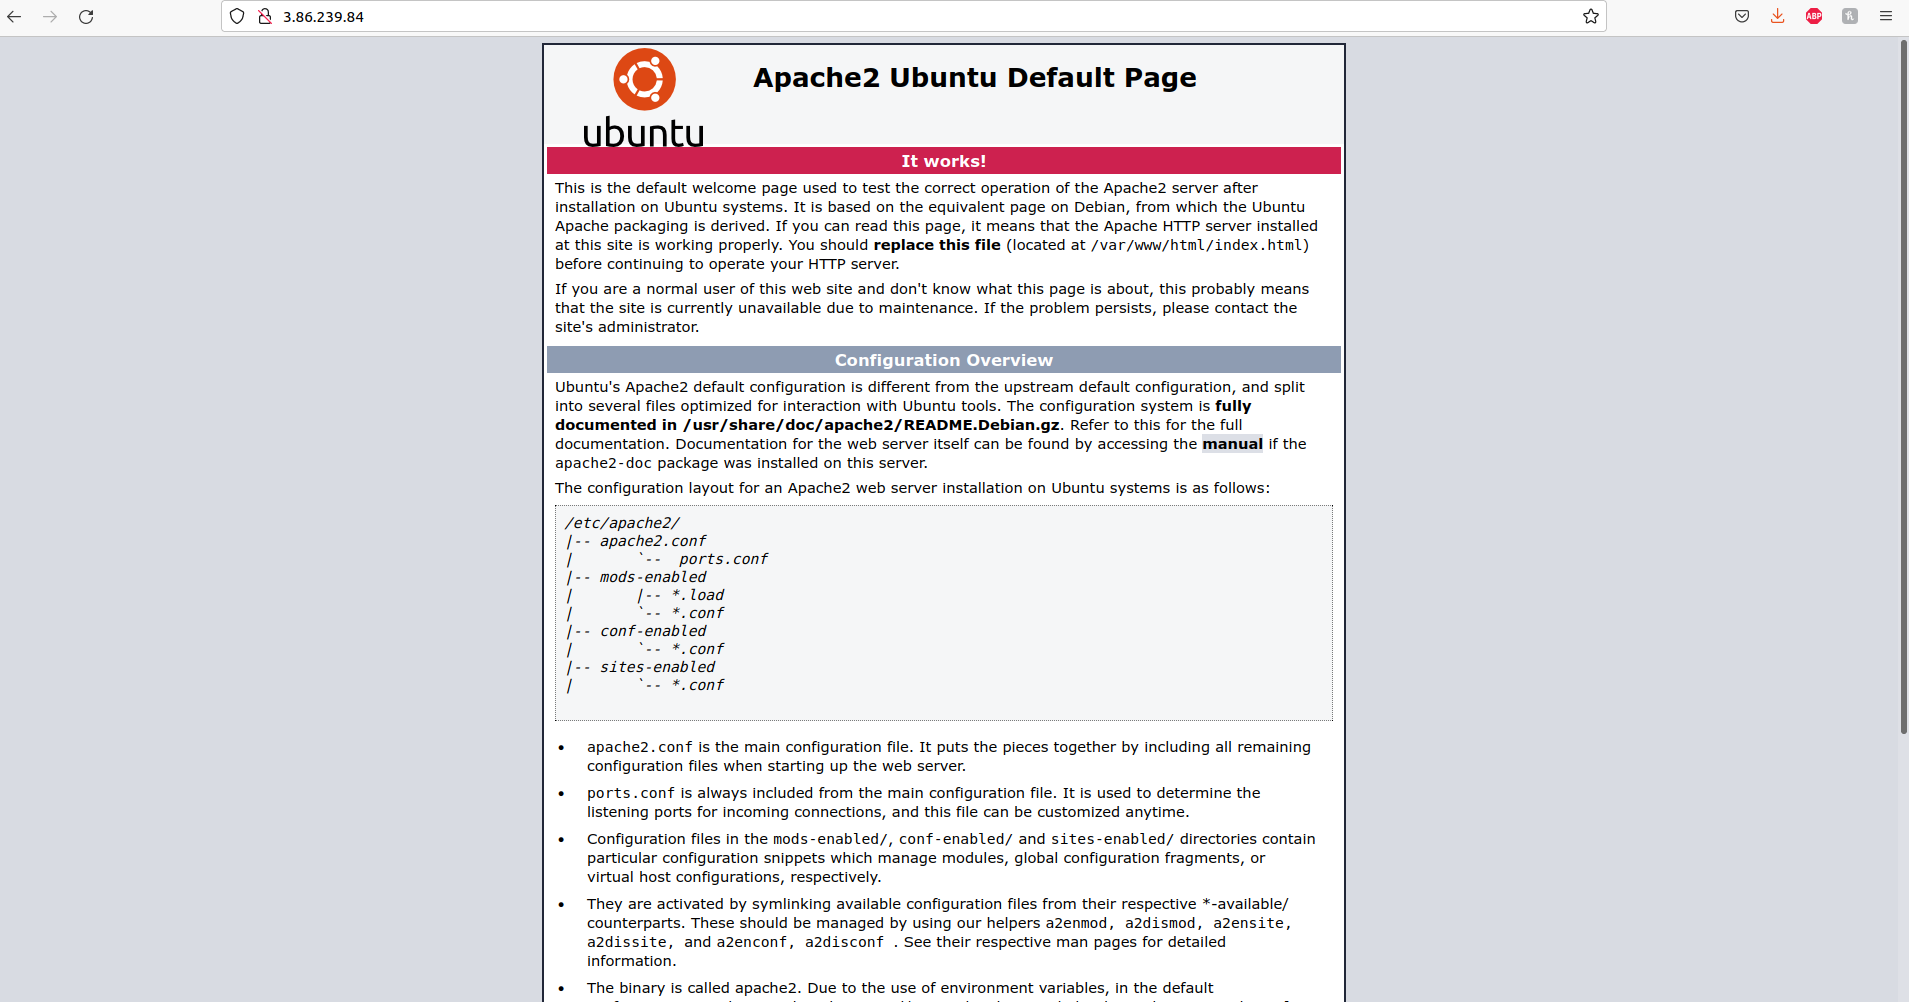 3.86.239.84
ABP
ubuntu
Apache2 Ubuntu Default Page
It works!
This is the default welcome page used to test the correct operation of the Apache2 server after
installation on Ubuntu systems. It is based on the equivalent page on Debian, from which the Ubuntu
Apache packaging is derived. If you can read this page, it means that the Apache HTTP server installed
at this site is working properly. You should replace this file (located at /var/www/html/index.html)
before continuing to operate your HTTP server.
If you are a normal user of this web site and don't know what this page is about, this probably means
that the site is currently unavailable due to maintenance. If the problem persists, please contact the
site's administrator.
Configuration Overview
Ubuntu's Apache2 default configuration is different from the upstream default configuration, and split
into several files optimized for interaction with Ubuntu tools. The configuration system is fully
documented in /usr/share/doc/apache2/README.Debian.gz. Refer to this for the full
documentation. Documentation for the web server itself can be found by accessing the manual if the
apache2-doc package was installed on this server.
The configuration layout for an Apache2 web server installation on Ubuntu systems is as follows:
/etc/apache2/
|-- apache2.conf
|       `--  ports.conf
|-- mods-enabled
|       |-- *.load
|       `-- *.conf
|-- conf-enabled
|       `-- *.conf
|-- sites-enabled
|       `-- *.conf
• apache2.conf is the main configuration file. It puts the pieces together by including all remaining
configuration files when starting up the web server.
• ports.conf is always included from the main configuration file. It is used to determine the
listening ports for incoming connections, and this file can be customized anytime.
• Configuration files in the mods-enabled/, conf-enabled/ and sites-enabled/ directories contain
particular configuration snippets which manage modules, global configuration fragments, or
virtual host configurations, respectively.
• They are activated by symlinking available configuration files from their respective *-available/
counterparts. These should be managed by using our helpers a2enmod, a2dismod, a2ensite,
a2dissite, and a2enconf, a2disconf . See their respective man pages for detailed
information.
• The binary is called apache2. Due to the use of environment variables, in the default